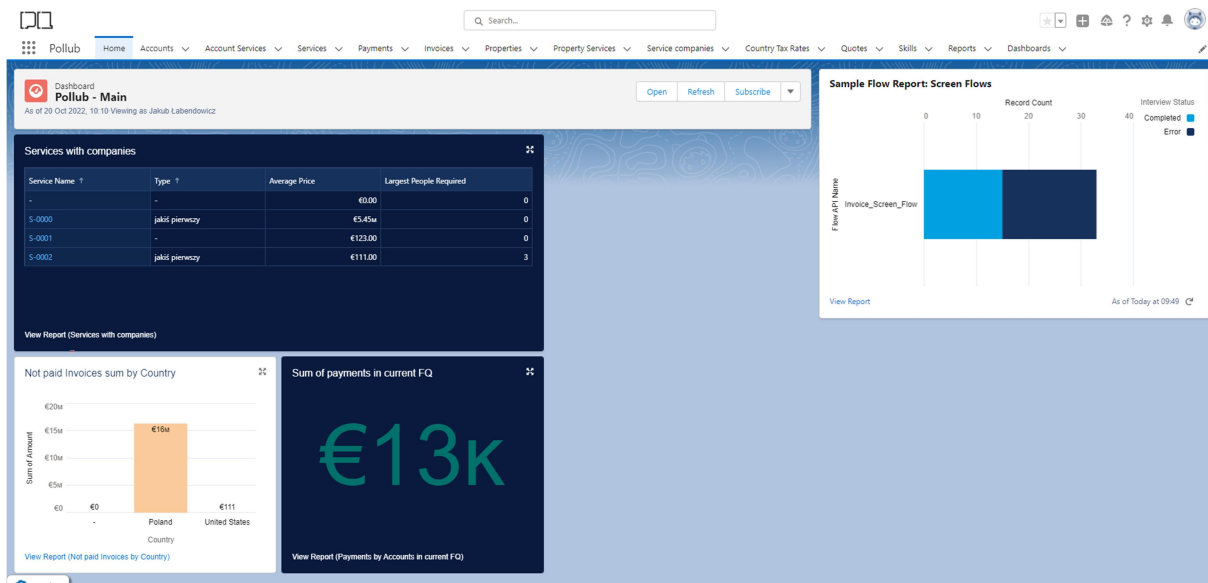 Search...
Pollub Home Accounts Account Services Services Payments Invoices Properties Property Services Service companies Country Tax Rates Quotes Skills Reports Dashboards
Dashboard
Pollub - Main
As of 20 Oct 2022, 10:10·Viewing as Jakub Łabendowicz
Open Refresh Subscribe
Services with companies
Service Name ↑ Type ↑ Average Price Largest People Required
- - €0.00 0
S-0000 jakiś pierwszy €5.45M 0
S-0001 - €123.00 0
S-0002 jakiś pierwszy €111.00 3
View Report (Services with companies)
Not paid Invoices sum by Country
Sum of Amount
€20M
€15M
€10M
€5M
€0
€0 €16M €111
- Poland United States
Country
View Report (Not paid Invoices by Country)
Sum of payments in current FQ
€13K
View Report (Payments by Accounts in current FQ)
Sample Flow Report: Screen Flows
Record Count
0 10 20 30 40
Interview Status
Completed
Error
Flow API Name
Invoice_Screen_Flow
View Report
As of Today at 09:49